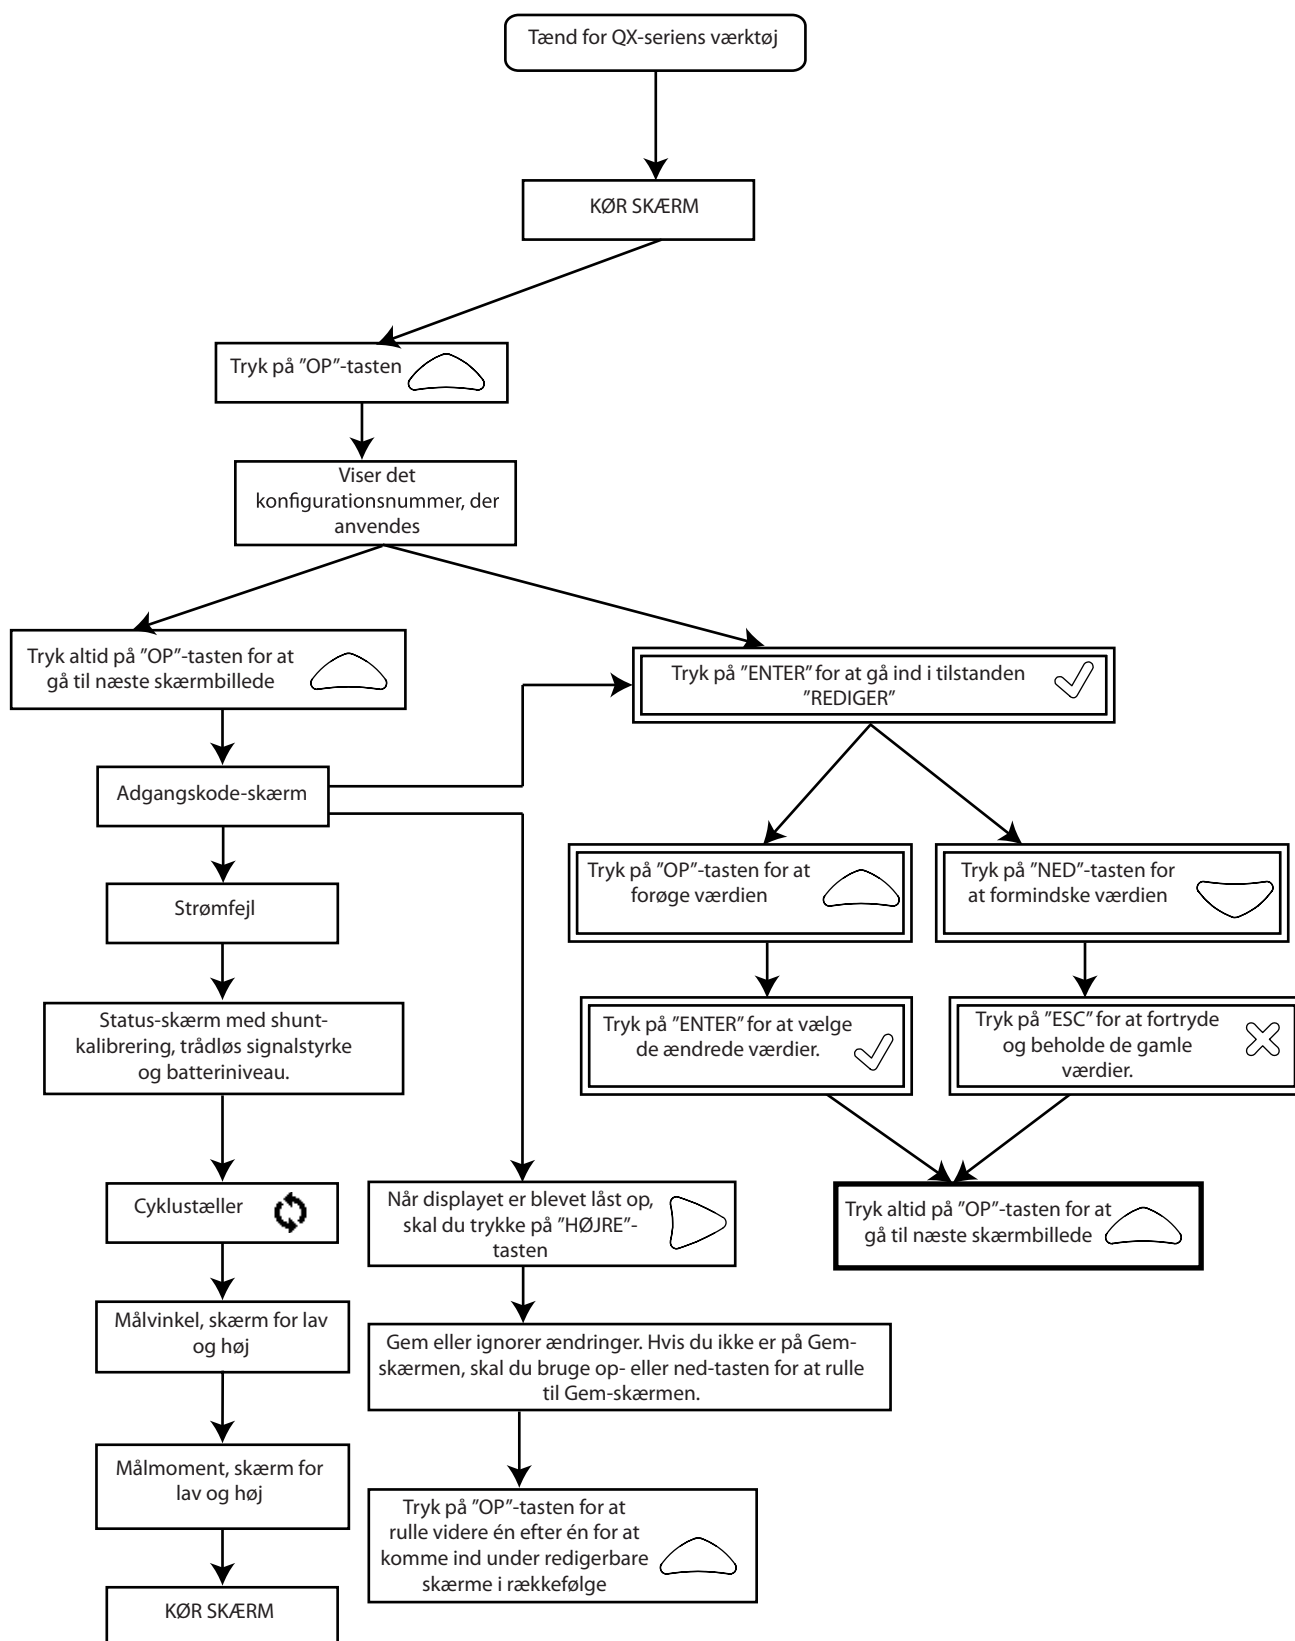 Tænd for QX-seriens værktøj
KØR SKÆRM
Tryk på ”OP”-tasten
Viser det
konfigurationsnummer, der
anvendes
Tryk altid på ”OP”-tasten for at
gå til næste skærmbillede
Tryk på ”ENTER” for at gå ind i tilstanden
”REDIGER”
Adgangskode-skærm
Tryk på ”OP”-tasten for at
forøge værdien
Tryk på ”NED”-tasten for
at formindske værdien
Strømfejl
Status-skærm med shunt-
kalibrering, trådløs signalstyrke
og batteriniveau.
Tryk på ”ENTER” for at vælge
de ændrede værdier.
Tryk på ”ESC” for at fortryde
og beholde de gamle
værdier.
Cyklustæller
Når displayet er blevet låst op,
skal du trykke på ”HØJRE”-
tasten
Tryk altid på ”OP”-tasten for at
gå til næste skærmbillede
Målvinkel, skærm for lav
og høj
Gem eller ignorer ændringer. Hvis du ikke er på Gem-
skærmen, skal du bruge op- eller ned-tasten for at rulle
til Gem-skærmen.
Målmoment, skærm for
lav og høj
Tryk på ”OP”-tasten for at
rulle videre én efter én for at
komme ind under redigerbare
skærme i rækkefølge
KØR SKÆRM